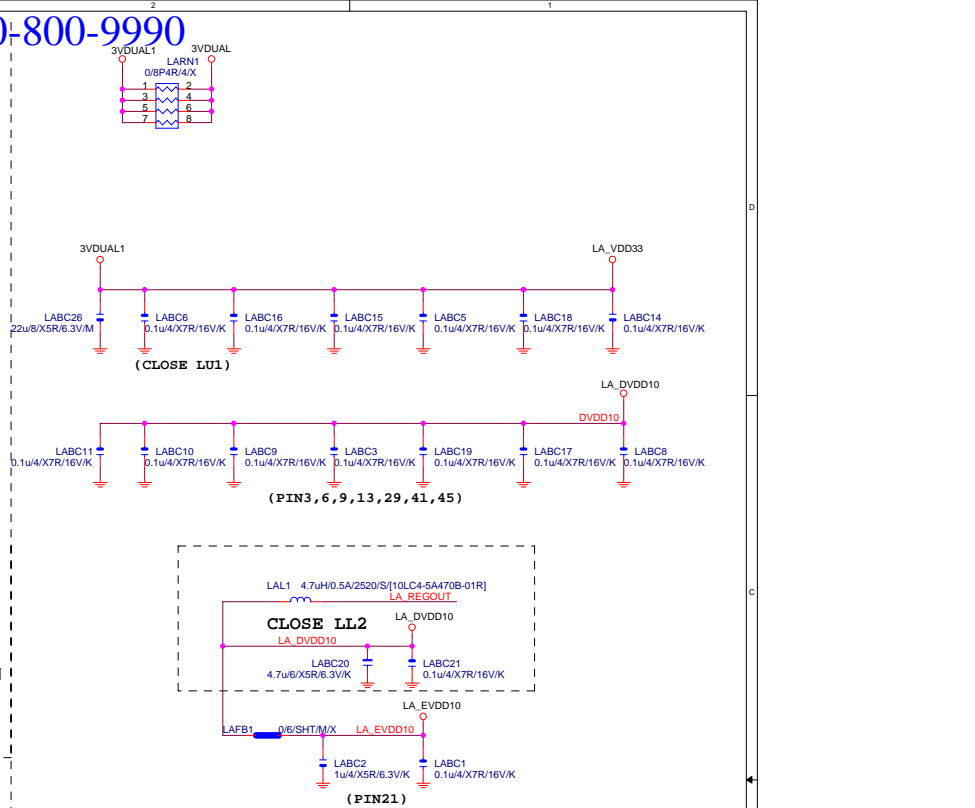 2
1
0-800-9990
3VDUAL1
3VDUAL
LARN1
0/8P4R/4/X
1
2
3
4
5
6
7
8
D
3VDUAL1
LA_VDD33
LABC26
22u/8/X5R/6.3V/M
LABC6
0.1u/4/X7R/16V/K
LABC16
0.1u/4/X7R/16V/K
LABC15
0.1u/4/X7R/16V/K
LABC5
0.1u/4/X7R/16V/K
LABC18
0.1u/4/X7R/16V/K
LABC14
0.1u/4/X7R/16V/K
(CLOSE LU1)
LA_DVDD10
DVDD10
LABC11
0.1u/4/X7R/16V/K
LABC10
0.1u/4/X7R/16V/K
LABC9
0.1u/4/X7R/16V/K
LABC3
0.1u/4/X7R/16V/K
LABC19
0.1u/4/X7R/16V/K
LABC17
0.1u/4/X7R/16V/K
LABC8
0.1u/4/X7R/16V/K
(PIN3,6,9,13,29,41,45)
LAL1 4.7uH/0.5A/2520/S/[10LC4-5A470B-01R]
LA_REGOUT
C
CLOSE LL2
LA_DVDD10
LA_DVDD10
LABC20
4.7u/6/X5R/6.3V/K
LABC21
0.1u/4/X7R/16V/K
LA_EVDD10
LAFB1
0/6/SHT/M/X
LA_EVDD10
LABC2
1u/4/X5R/6.3V/K
LABC1
0.1u/4/X7R/16V/K
(PIN21)